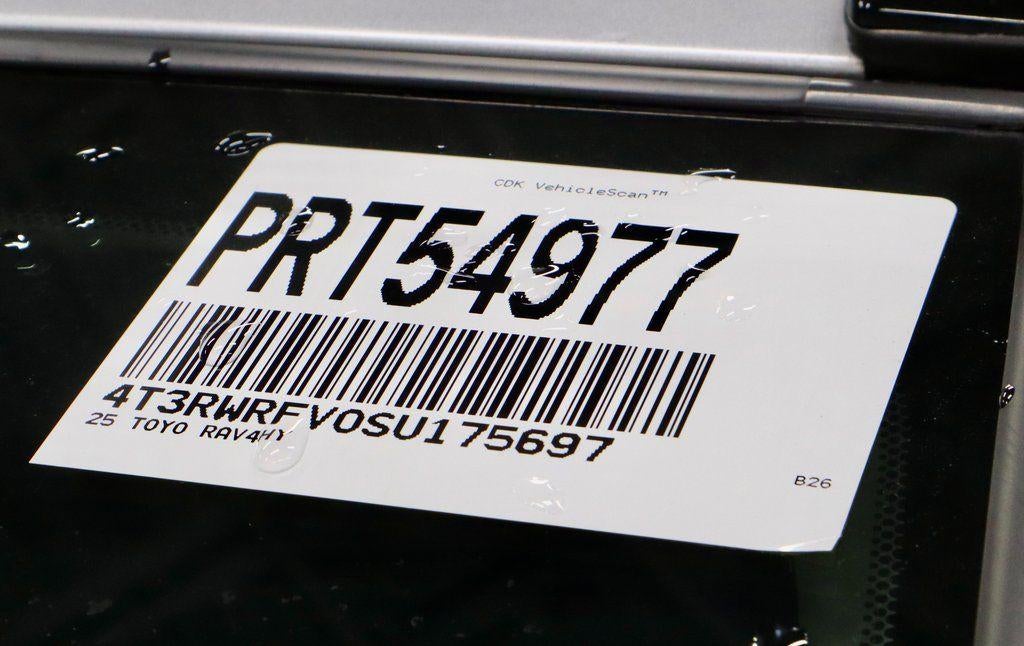 CDK VehicleScan™
PRT54977
4T3RWRFV0SU175697
25 TOYO RAV4HY
B26